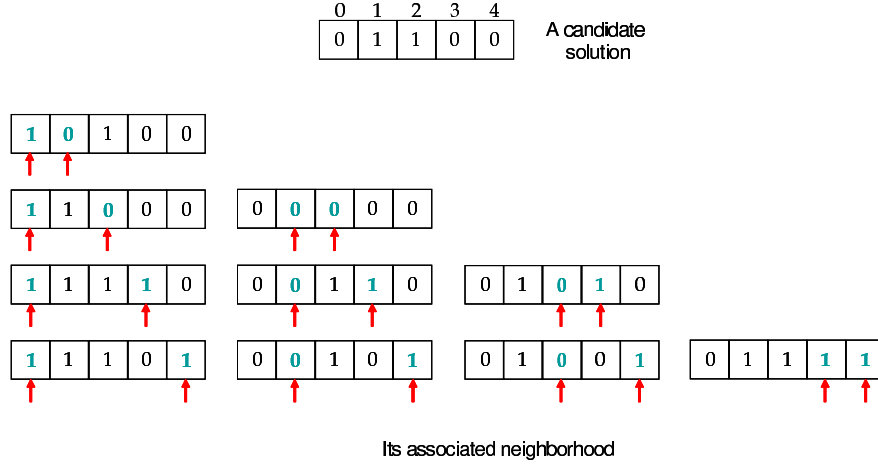 0 1 2 3 4
0 1 1 0 0
A candidate
solution
1 0 1 0 0
1 1 0 0 0
0 0 0 0 0
1 1 1 1 0
0 0 1 1 0
0 1 0 1 0
1 1 1 0 1
0 0 1 0 1
0 1 0 0 1
0 1 1 1 1
Its associated neighborhood